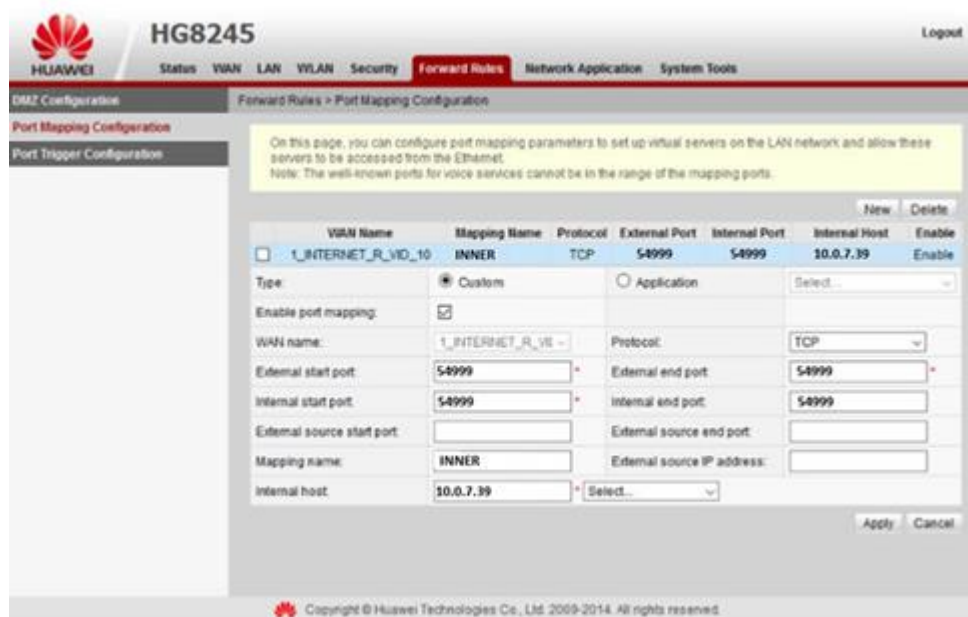 HUAWEI
HG8245
Logout
Status WAN LAN WLAN Security Forward Rules Network Application System Tools
DMZ Configuration
Port Mapping Configuration
Port Trigger Configuration
Forward Rules > Port Mapping Configuration
On this page, you can configure port mapping parameters to set up virtual servers on the LAN network and allow these
servers to be accessed from the Ethernet.
Note: The well-known ports for voice services cannot be in the range of the mapping ports.
New Delete
WAN Name Mapping Name Protocol External Port Internal Port Internal Host Enable
1_INTERNET_R_VID_10 INNER TCP 54999 54999 10.0.7.39 Enable
Type: Custom Application Select...
Enable port mapping:
WAN name: 1_INTERNET_R_VI Protocol: TCP
External start port: 54999 * External end port: 54999 *
Internal start port: 54999 * Internal end port: 54999
External source start port: External source end port:
Mapping name: INNER External source IP address:
Internal host: 10.0.7.39 * Select...
Apply Cancel
Copyright © Huawei Technologies Co., Ltd. 2009-2014. All rights reserved.